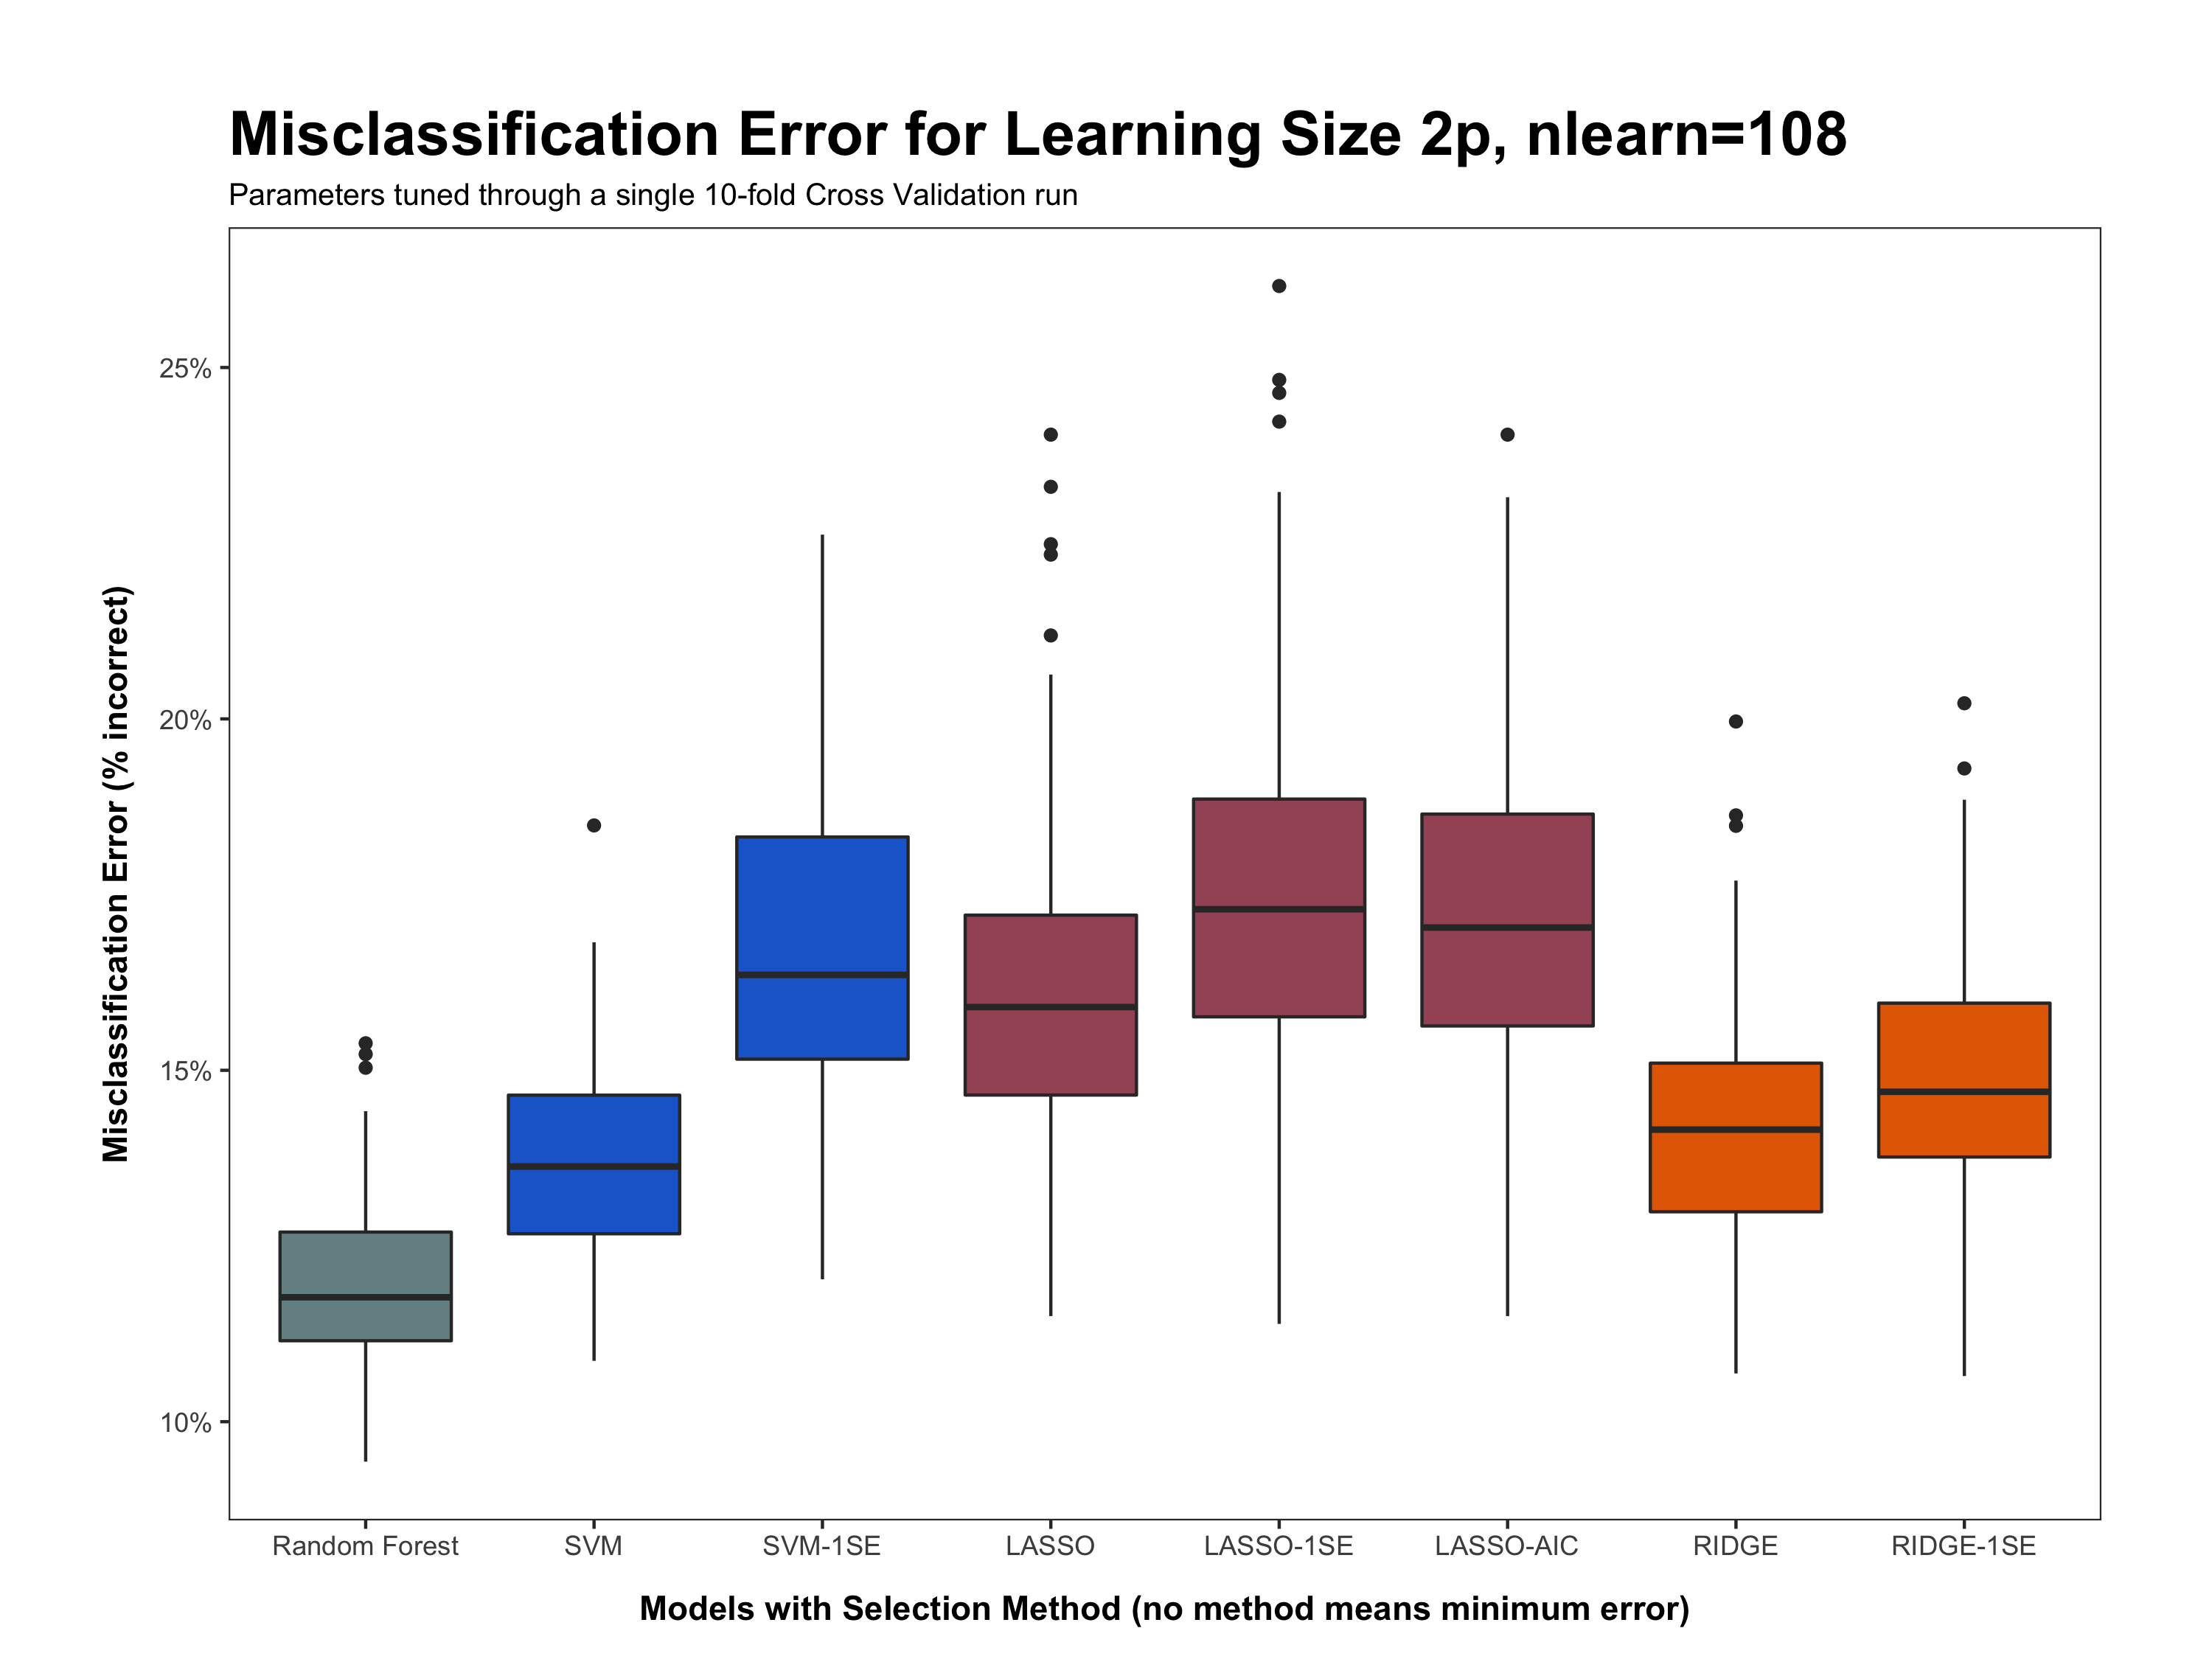 Misclassification Error for Learning Size 2p, nlearn=108
Parameters tuned through a single 10-fold Cross Validation run
Misclassification Error (% incorrect)
25%
20%
15%
10%
Random Forest SVM SVM-1SE LASSO LASSO-1SE LASSO-AIC RIDGE RIDGE-1SE
Models with Selection Method (no method means minimum error)